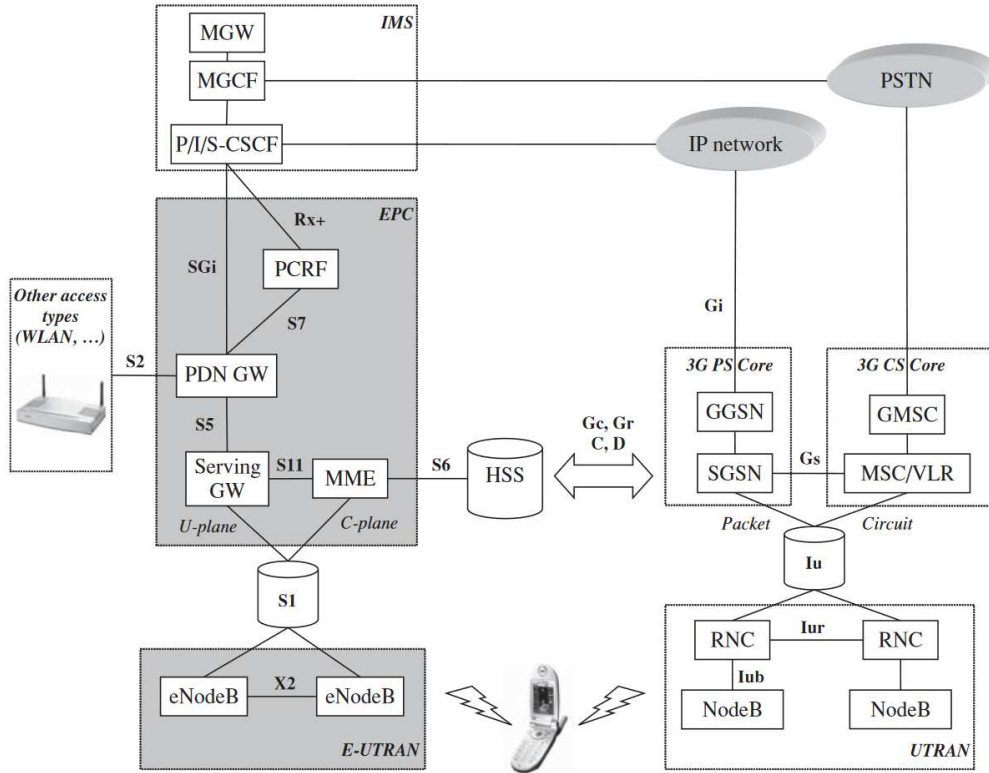 IMS
MGW
MGCF
PSTN
P/I/S-CSCF
IP network
EPC
Rx+
SGi
PCRF
Other access
types
(WLAN, …)
S7
Gi
S2
PDN GW
3G PS Core
3G CS Core
S5
GGSN
GMSC
Gc, Gr
C, D
Serving
GW
S11
MME
S6
HSS
SGSN
Gs
MSC/VLR
U-plane
C-plane
Packet
Circuit
Iu
S1
RNC
Iur
RNC
eNodeB
X2
eNodeB
Iub
NodeB
NodeB
E-UTRAN
UTRAN